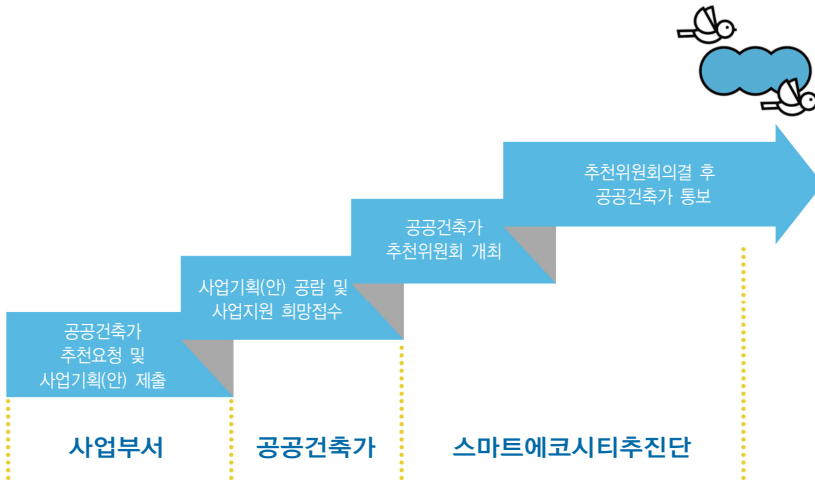 추천위원회의결 후
공공건축가 통보
공공건축가
추천위원회 개최
사업기획(안) 공람 및
사업지원 희망접수
공공건축가
추천요청 및
사업기획(안) 제출
사업부서
공공건축가
스마트에코시티추진단